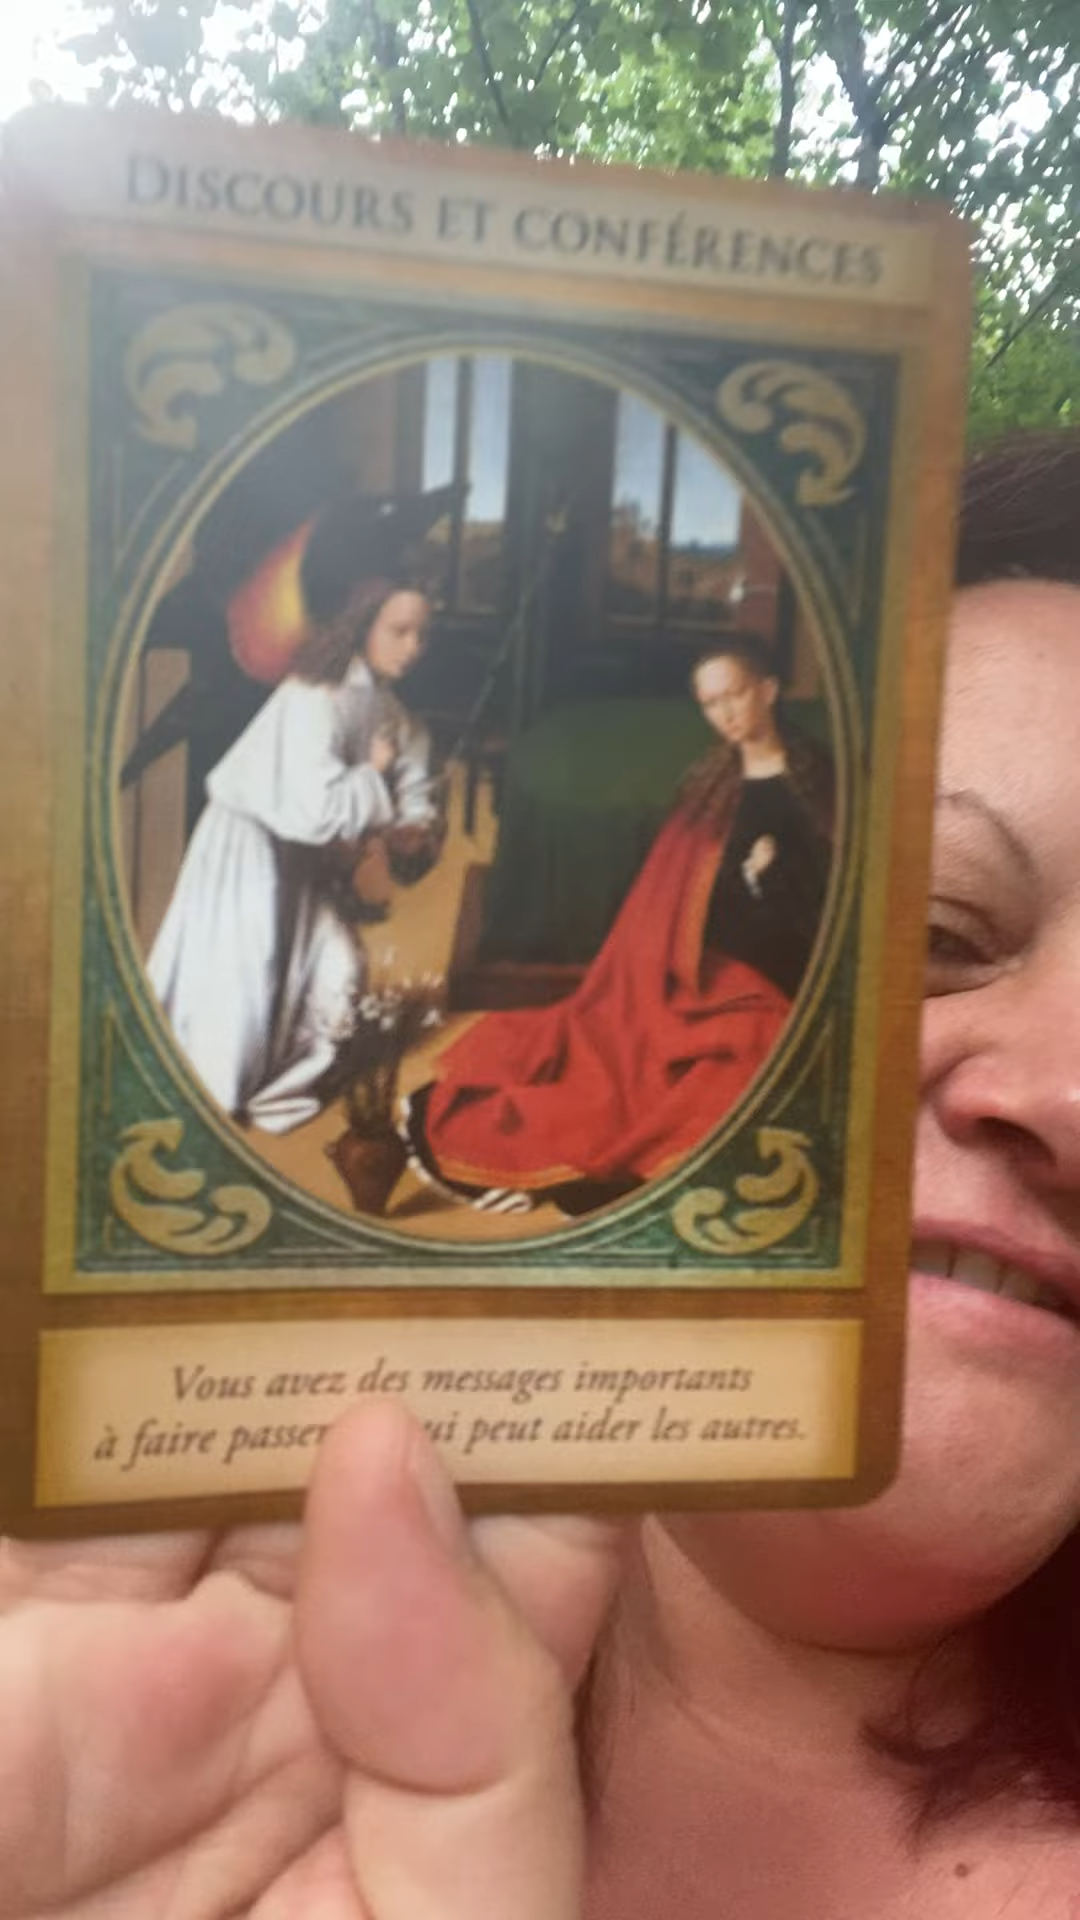 DISCOURS ET CONFÉRENCES
Vous avez des messages importants
à faire passer peut aider les autres.